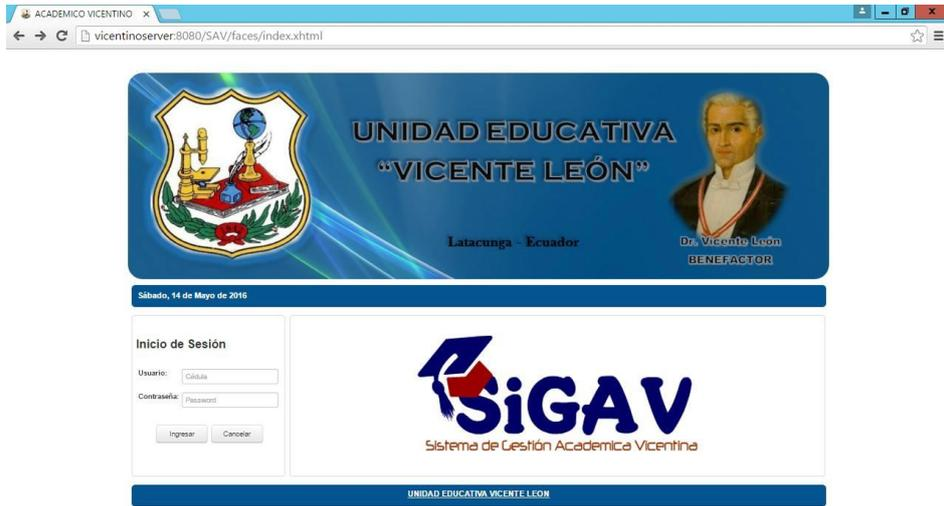 ACADEMICO VICENTINO
vicentinoserver:8080/SAV/faces/index.xhtml
UNIDAD EDUCATIVA
“VICENTE LEÓN”
Latacunga - Ecuador
Dr. Vicente León
BENEFACTOR
Sábado, 14 de Mayo de 2016
Inicio de Sesión
Usuario: Cédula
Contraseña: Password
Ingresar Cancelar
SiGAV
Sistema de Gestión Academica Vicentina
UNIDAD EDUCATIVA VICENTE LEON